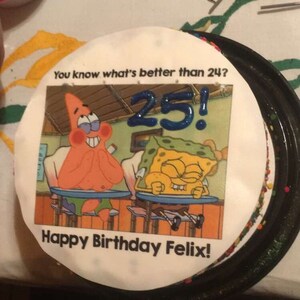 You know what's better than 24?
25!
Happy Birthday Felix!